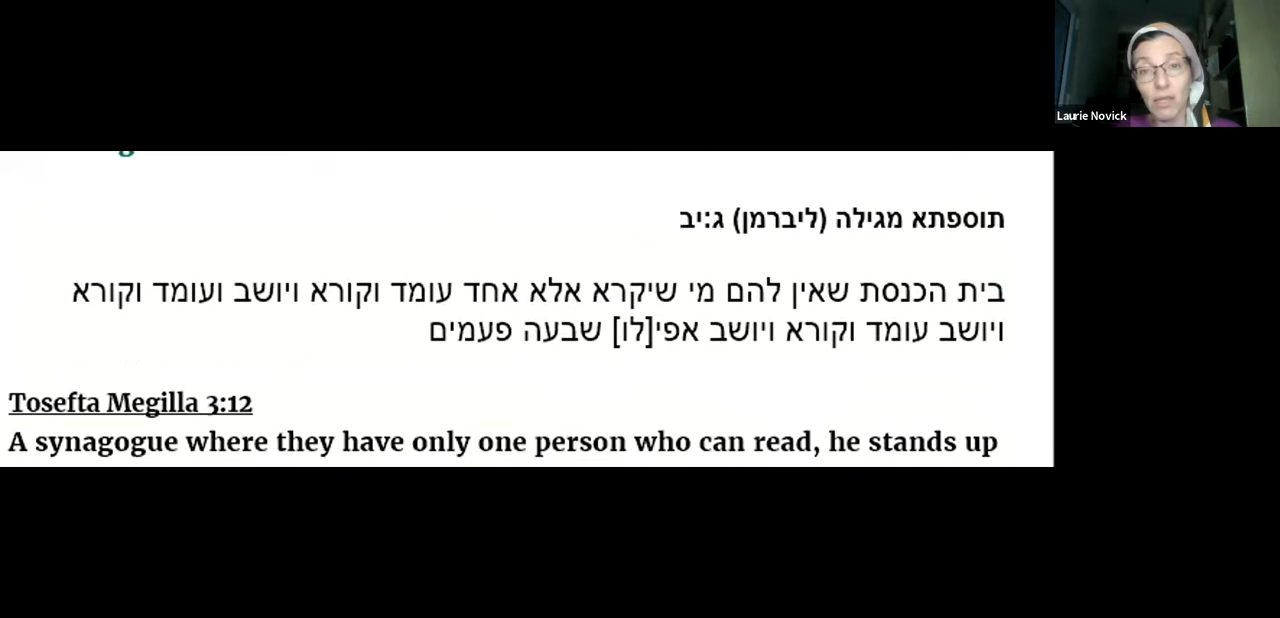 Laurie Novick
תוספתא מגילה (ליברמן) ג:יב
בית הכנסת שאין להם מי שיקרא אלא אחד עומד וקורא ויושב ועומד וקורא
ויושב עומד וקורא ויושב אפי[לו] שבעה פעמים
Tosefta Megilla 3:12
A synagogue where they have only one person who can read, he stands up